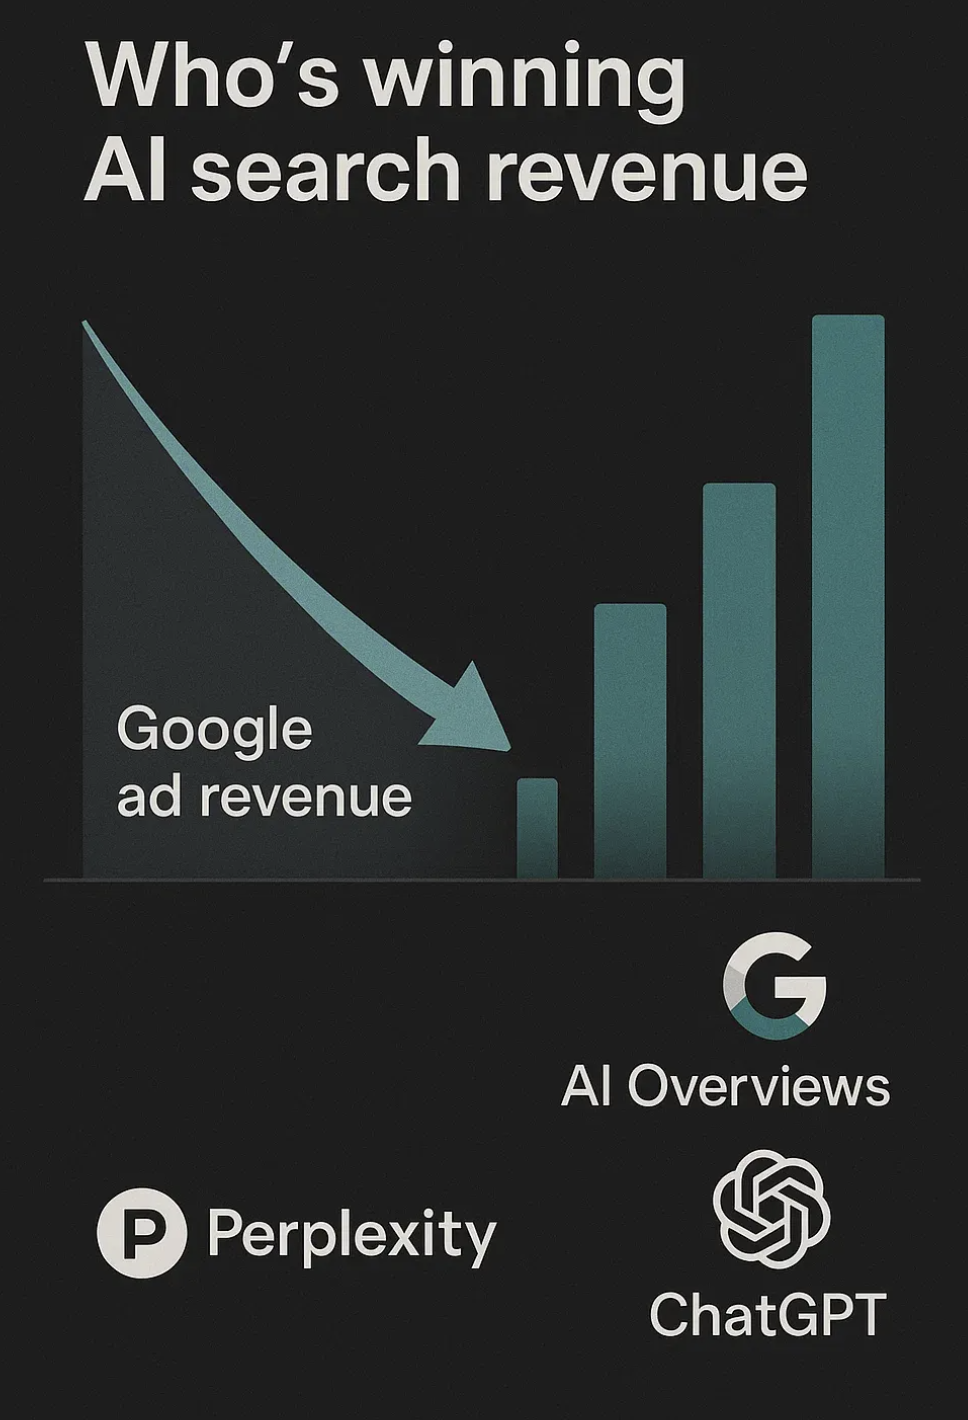 Who’s winning
AI search revenue
Google
ad revenue
G
AI Overviews
P Perplexity
ChatGPT